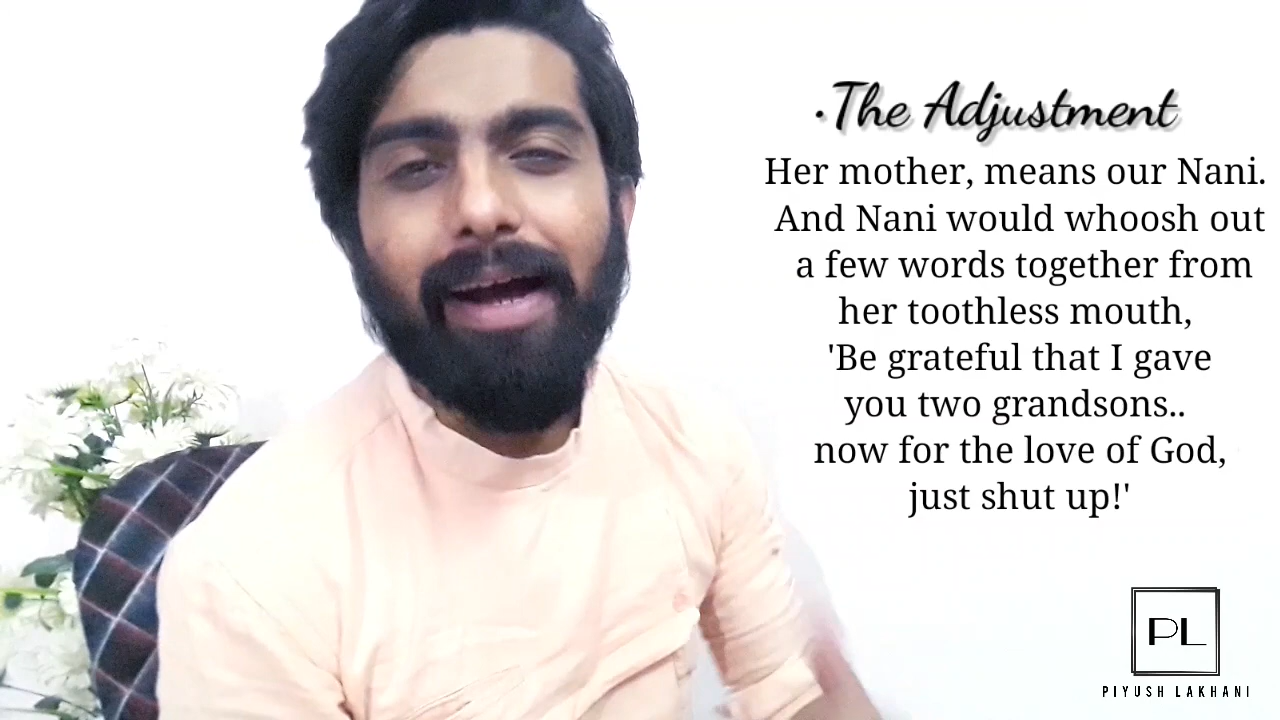 ·The Adjustment
Her mother, means our Nani.
And Nani would whoosh out
a few words together from
her toothless mouth,
'Be grateful that I gave
you two grandsons..
now for the love of God,
just shut up!'
PL
PIYUSH LAKHANI